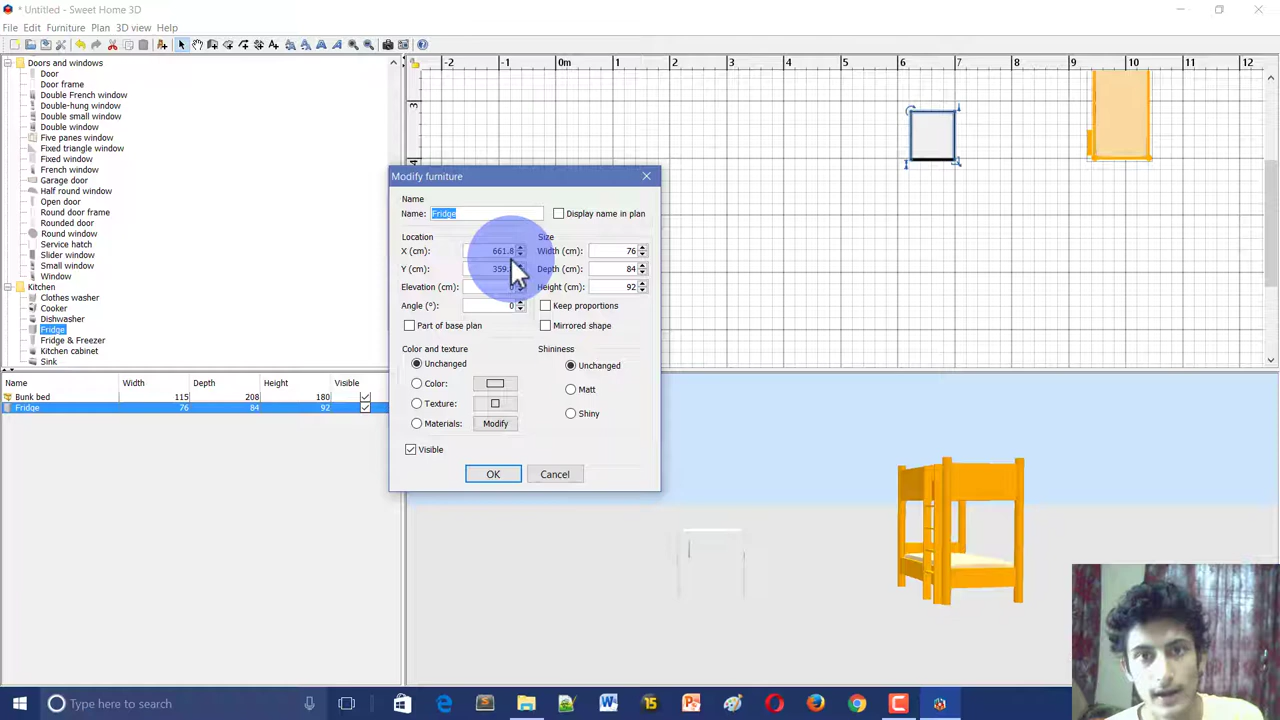 * Untitled - Sweet Home 3D
File Edit Furniture Plan 3D view Help
Doors and windows
Door
Door frame
Double French window
Double-hung window
Double small window
Double window
Five panes window
Fixed triangle window
Fixed window
French window
Garage door
Half round window
Open door
Round door frame
Rounded door
Round window
Service hatch
Slider window
Small window
Window
Kitchen
Clothes washer
Cooker
Dishwasher
Fridge
Fridge & Freezer
Kitchen cabinet
Sink
Name Width Depth Height Visible
Bunk bed 115 208 180
Fridge 76 84 92
-2 -1 0m 2 3 4 5 6 7 8 9 10 11 12
3
4
Modify furniture
Name
Name: Fridge Display name in plan
Location Size
X (cm): 661.8 Width (cm): 76
Y (cm): 359. Depth (cm): 84
Elevation (cm): 0 Height (cm): 92
Angle (°): 0 Keep proportions
Part of base plan Mirrored shape
Color and texture Shininess
Unchanged Unchanged
Color: Matt
Texture: Shiny
Materials: Modify
Visible
OK Cancel
Type here to search